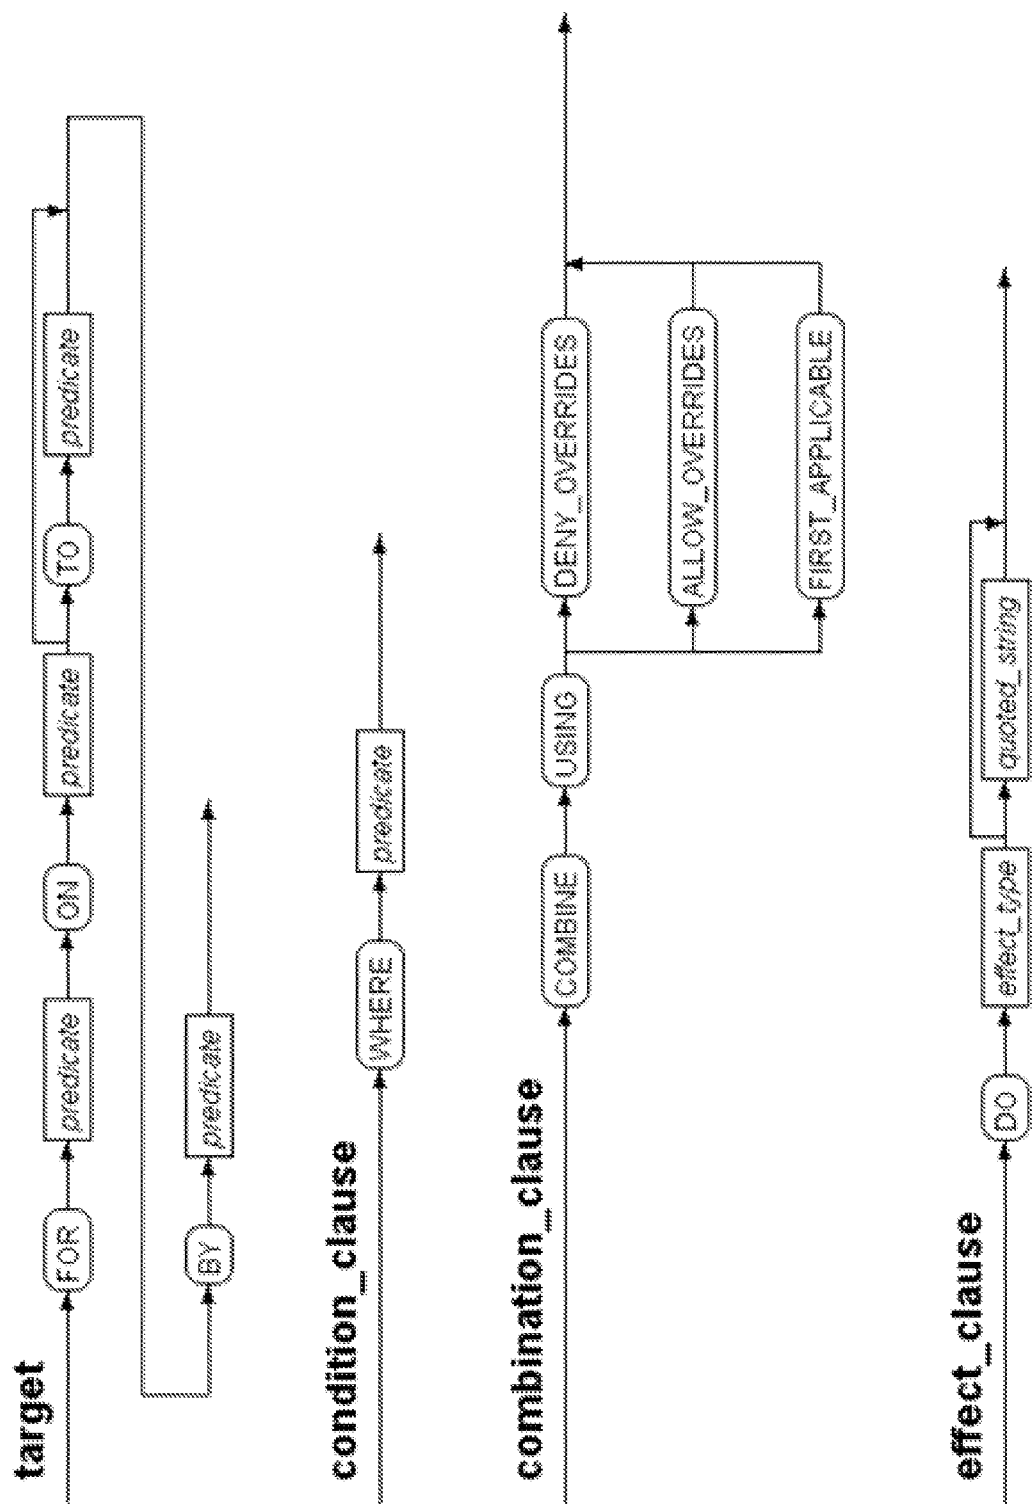 target
FOR predicate ON predicate TO predicate
BY predicate
condition_clause
WHERE predicate
combination_clause
COMBINE USING DENY_OVERRIDES
ALLOW_OVERRIDES
FIRST_APPLICABLE
effect_clause
DO effect_type quoted_string